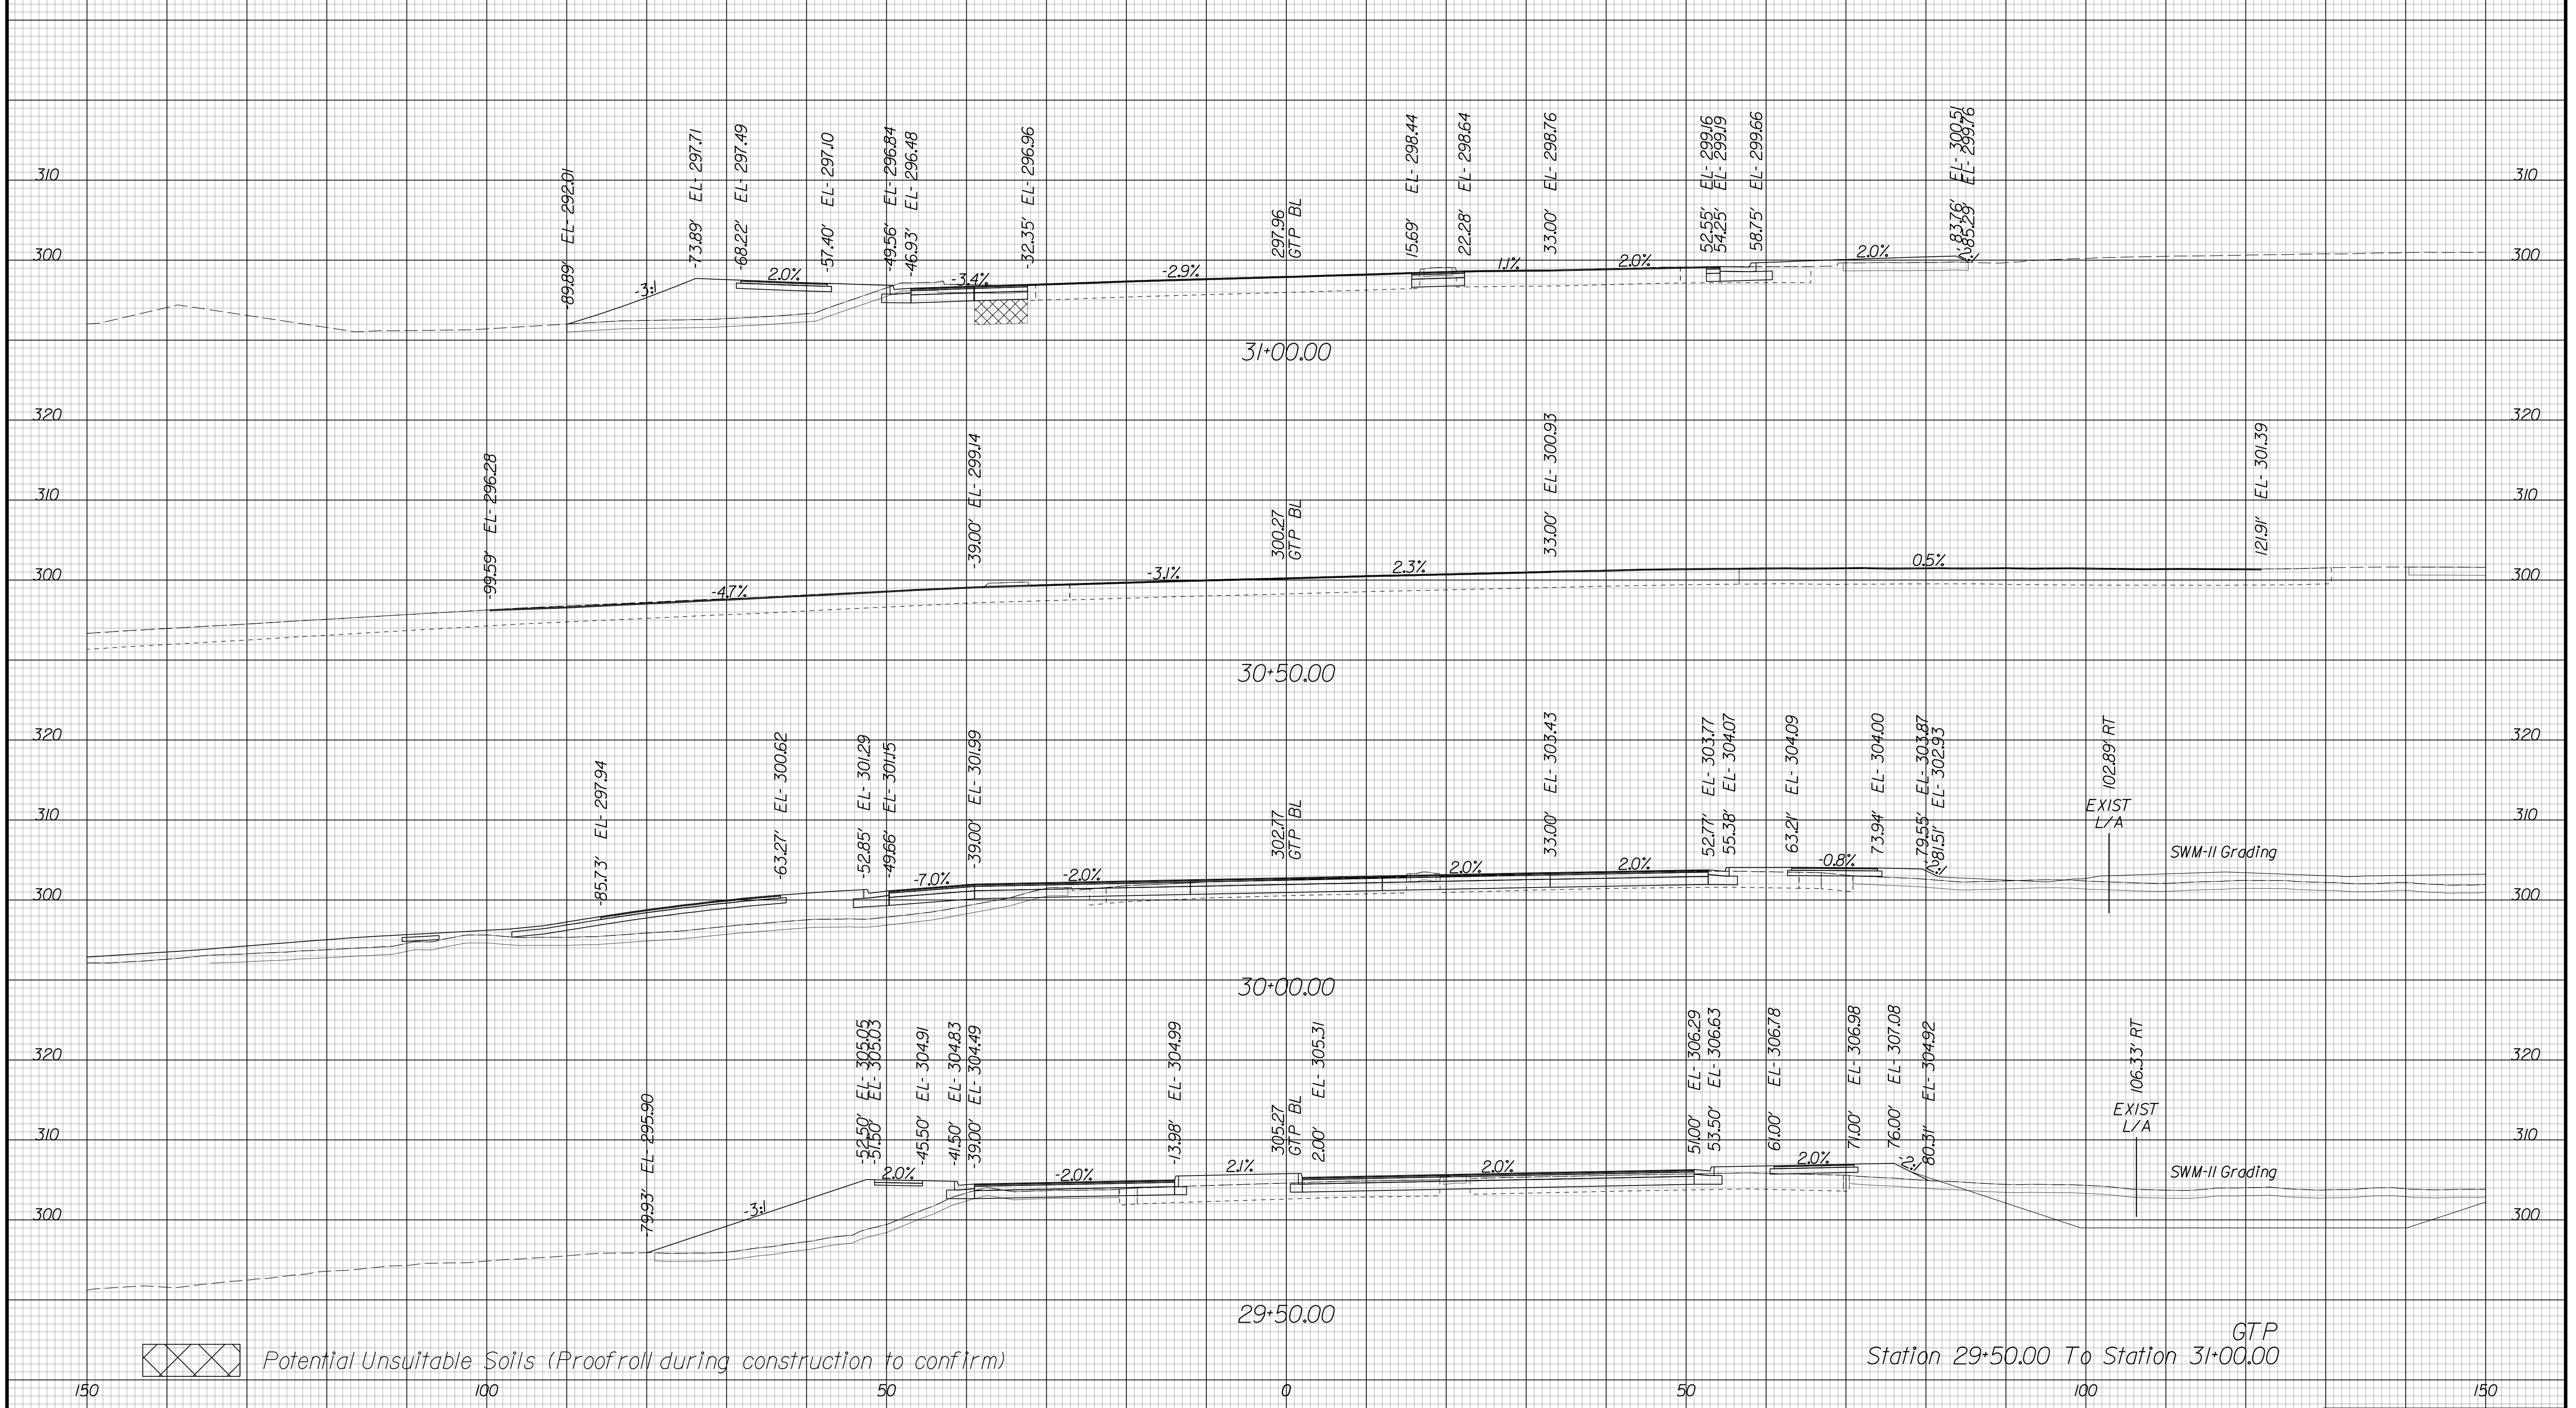 -89.89' EL- 292.01
-73.89' EL- 297.71
-68.22' EL- 297.49
-57.40' EL- 297.10
-49.56' EL- 296.84
-46.93' EL- 296.48
-32.35' EL- 296.96
297.96
GTP BL
15.69' EL- 298.44
22.28' EL- 298.64
33.00' EL- 298.76
52.55' EL- 299.16
54.25' EL- 299.19
58.75' EL- 299.66
83.76' EL- 300.51
85.29' EL- 299.76
310 310
300 300
-3:1 2.0% -3.4% -2.9% 1.1% 2.0% 2.0%
31+00.00
320 320
-99.59' EL- 296.28
-39.00' EL- 299.14
300.27
GTP BL
33.00' EL- 300.93
121.91' EL- 301.39
310 310
300 300
-4.7% -3.1% 2.3% 0.5%
30+50.00
320 320
-85.73' EL- 297.94
-63.27' EL- 300.62
-52.85' EL- 301.29
-49.66' EL- 301.15
-39.00' EL- 301.99
302.77
GTP BL
33.00' EL- 303.43
52.77' EL- 303.77
55.38' EL- 304.07
63.21' EL- 304.09
73.94' EL- 304.00
79.55' EL- 303.87
81.51' EL- 302.93
102.89' RT
EXIST
L/A
SWM-II Grading
310 310
300 300
-7.0% -2.0% 2.0% 2.0% -0.8%
30+00.00
320 320
-79.93' EL- 295.90
-52.50' EL- 305.05
-51.50' EL- 305.03
-45.50' EL- 304.91
-41.50' EL- 304.83
-39.00' EL- 304.49
-13.98' EL- 304.99
305.27
GTP BL
2.00' EL- 305.31
51.00' EL- 306.29
53.50' EL- 306.63
61.00' EL- 306.78
71.00' EL- 306.98
76.00' EL- 307.08
80.31' EL- 304.92
106.33' RT
EXIST
L/A
SWM-II Grading
310 310
300 300
-3:1 2.0% -2.0% 2.1% 2.0% 2.0%
29+50.00
GTP
Potential Unsuitable Soils (Proofroll during construction to confirm)
Station 29+50.00 To Station 31+00.00
150 100 50 0 50 100 150